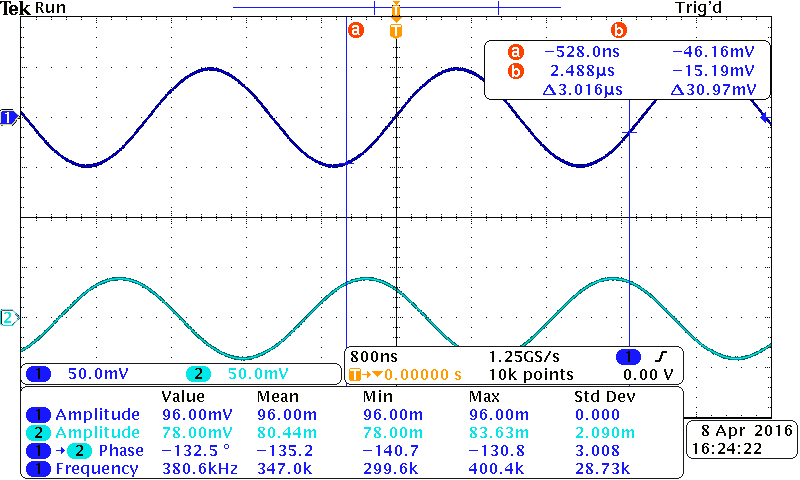 Tek Run Trig'd
T
a b
T
a −528.0ns −46.16mV
b 2.488µs −15.19mV
Δ3.016µs Δ30.97mV
1
2
1 50.0mV 2 50.0mV
800ns 1.25GS/s 1
T→▼0.00000 s 10k points 0.00 V
Value Mean Min Max Std Dev
1 Amplitude 96.00mV 96.00m 96.00m 96.00m 0.000
2 Amplitude 78.00mV 80.44m 78.00m 83.63m 2.090m
1 → 2 Phase −132.5 ° −135.2 −140.7 −130.8 3.008
1 Frequency 380.6kHz 347.0k 299.6k 400.4k 28.73k
8 Apr 2016
16:24:22